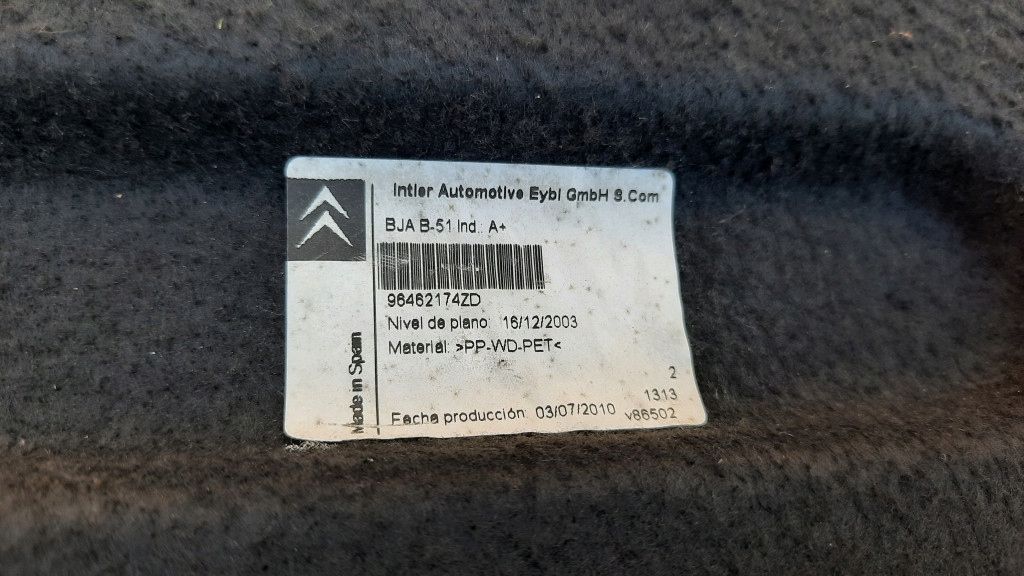 Intier Automotive Eybl GmbH S.Com
BJA B-51 Ind.: A+
96462174ZD
Nivel de plano: 16/12/2003
Material: >PP-WD-PET<
Made in Spain
2
1313
Fecha producción: 03/07/2010 v86502